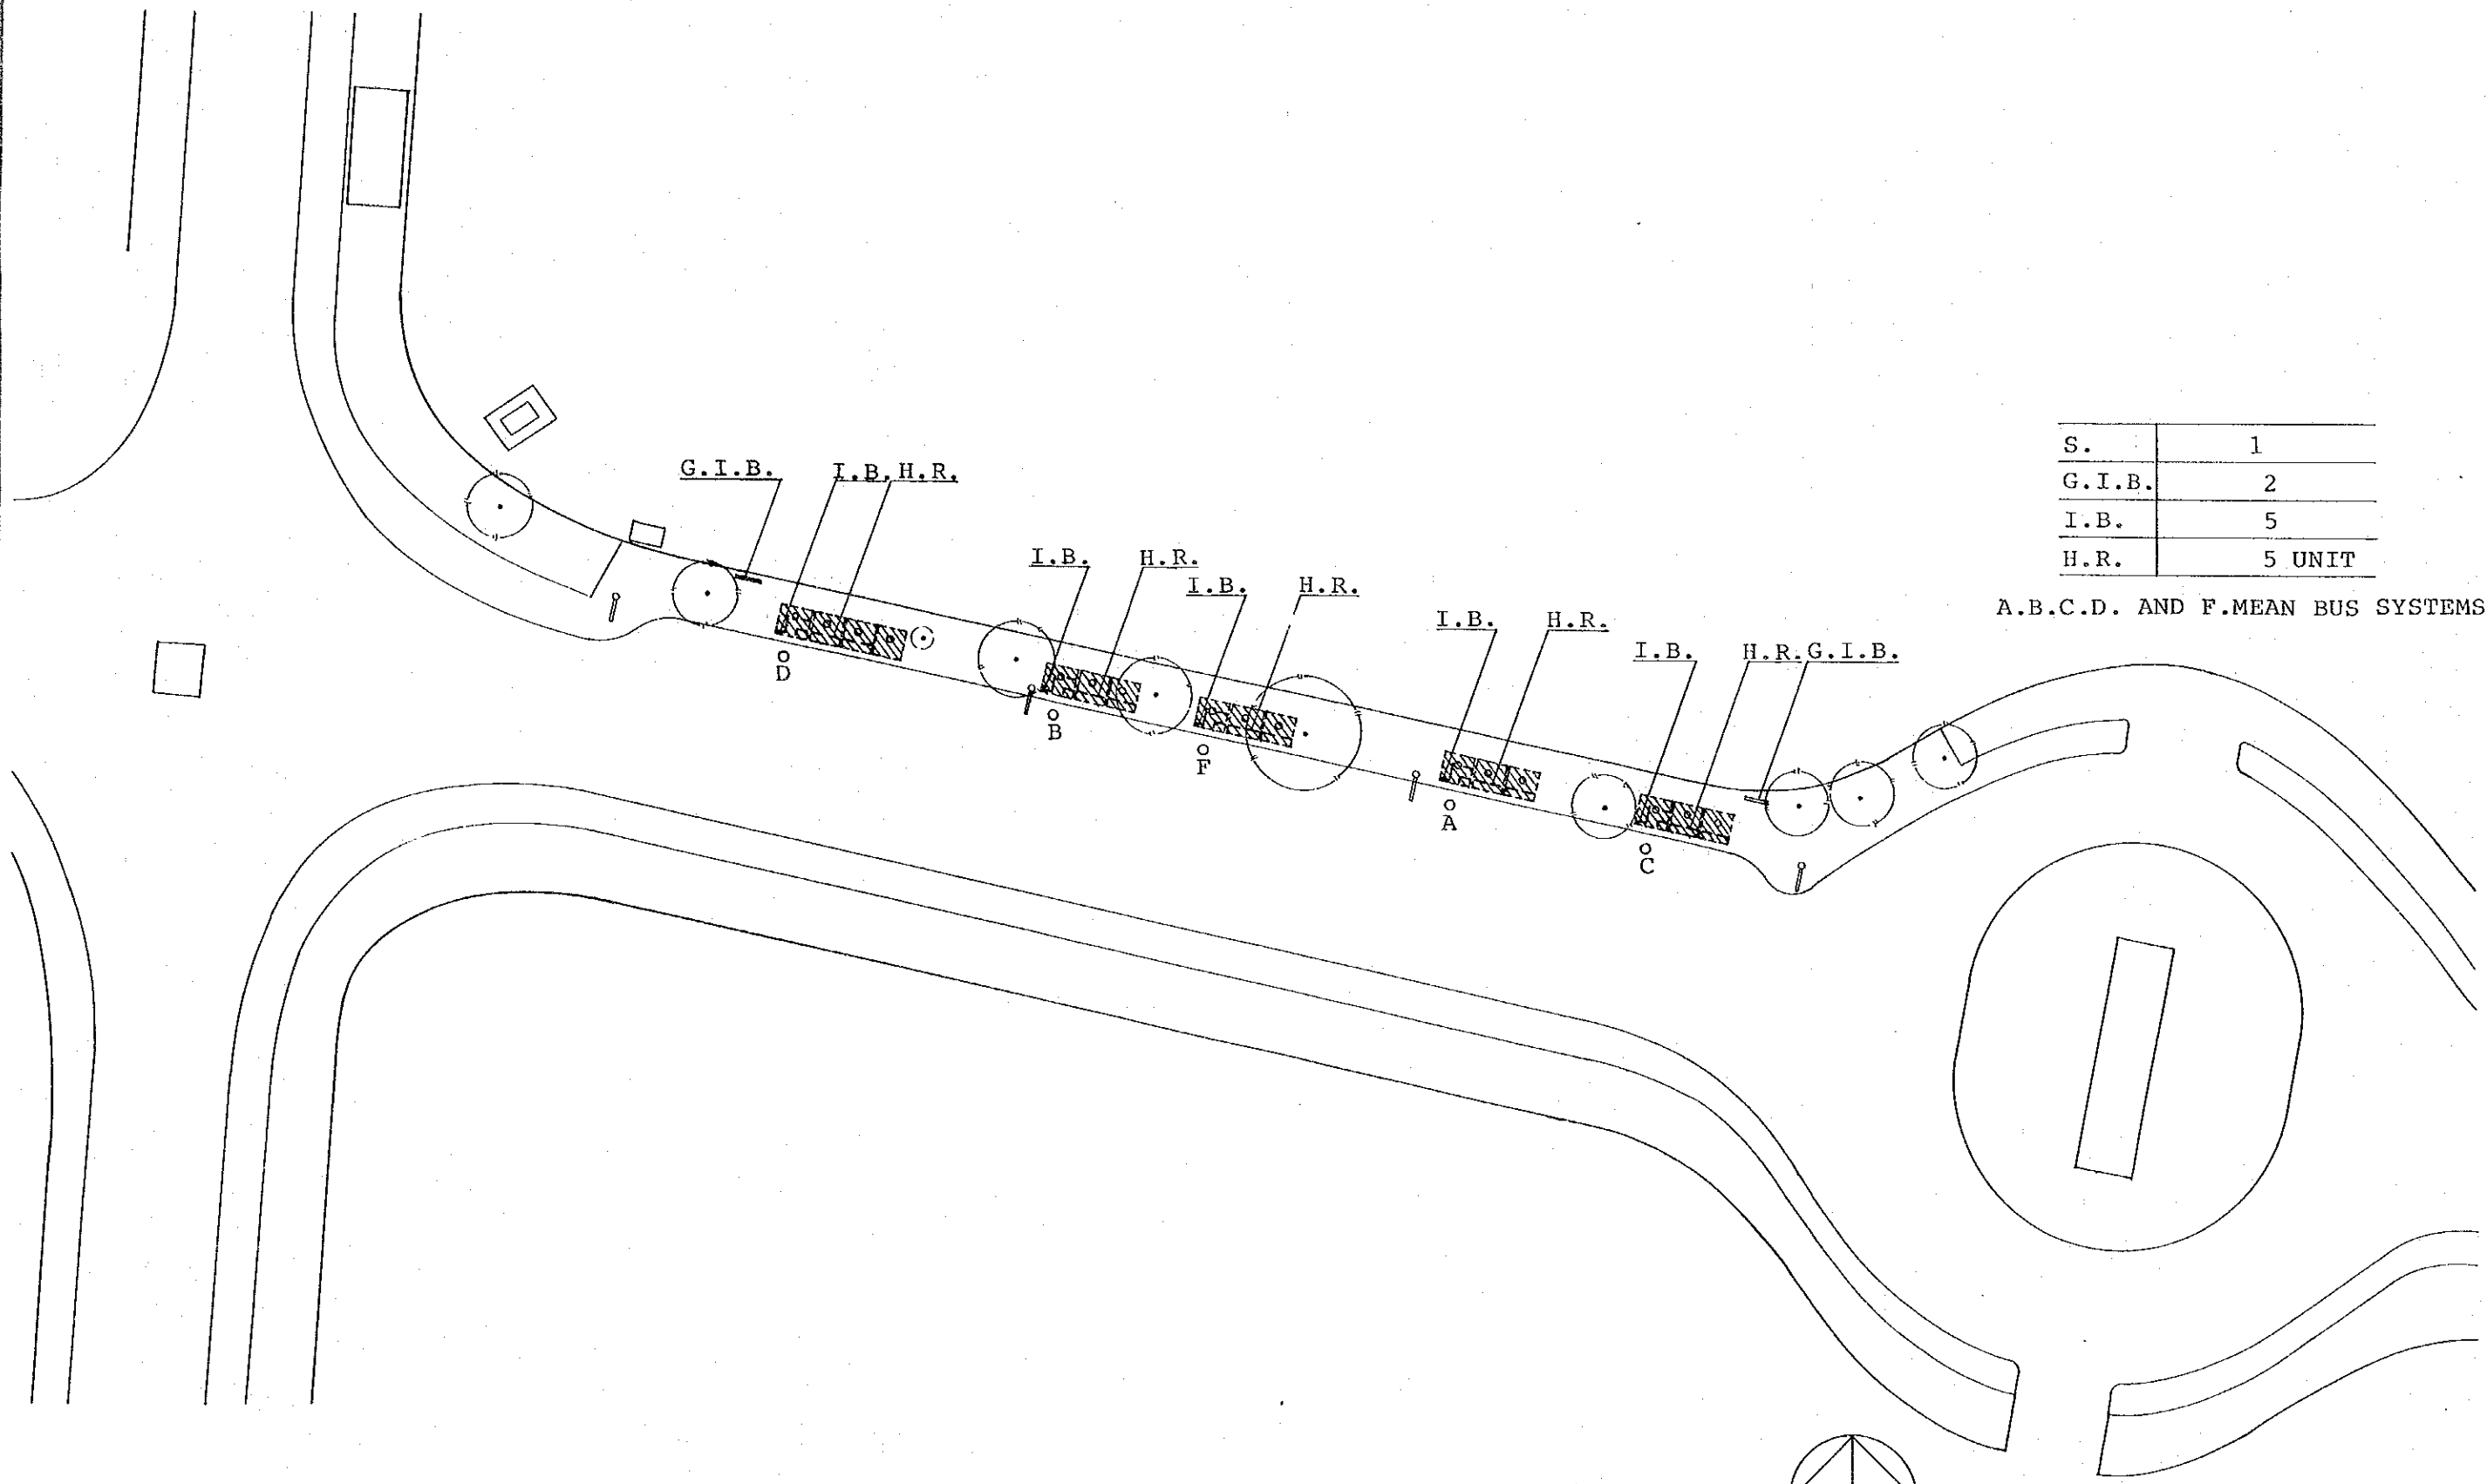 G.I.B. I.B. H.R.
I.B. H.R.
I.B. H.R.
I.B. H.R.
I.B. H.R. G.I.B.
D
B
F
A
C
S. 1
G.I.B. 2
I.B. 5
H.R. 5 UNIT
A.B.C.D. AND F.MEAN BUS SYSTEMS